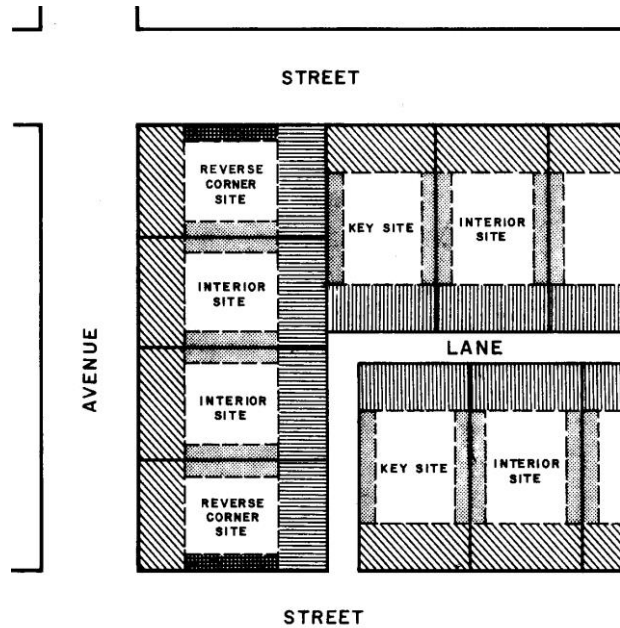 STREET
REVERSE
CORNER
SITE
KEY SITE
INTERIOR
SITE
INTERIOR
SITE
LANE
AVENUE
INTERIOR
SITE
KEY SITE
INTERIOR
SITE
REVERSE
CORNER
SITE
STREET